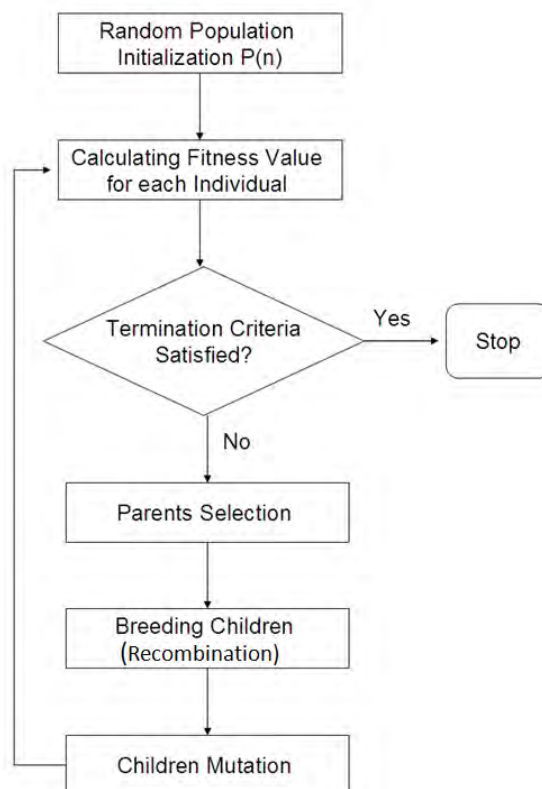 Random Population
Initialization P(n)
Calculating Fitness Value
for each Individual
Termination Criteria
Satisfied?
Yes
Stop
No
Parents Selection
Breeding Children
(Recombination)
Children Mutation